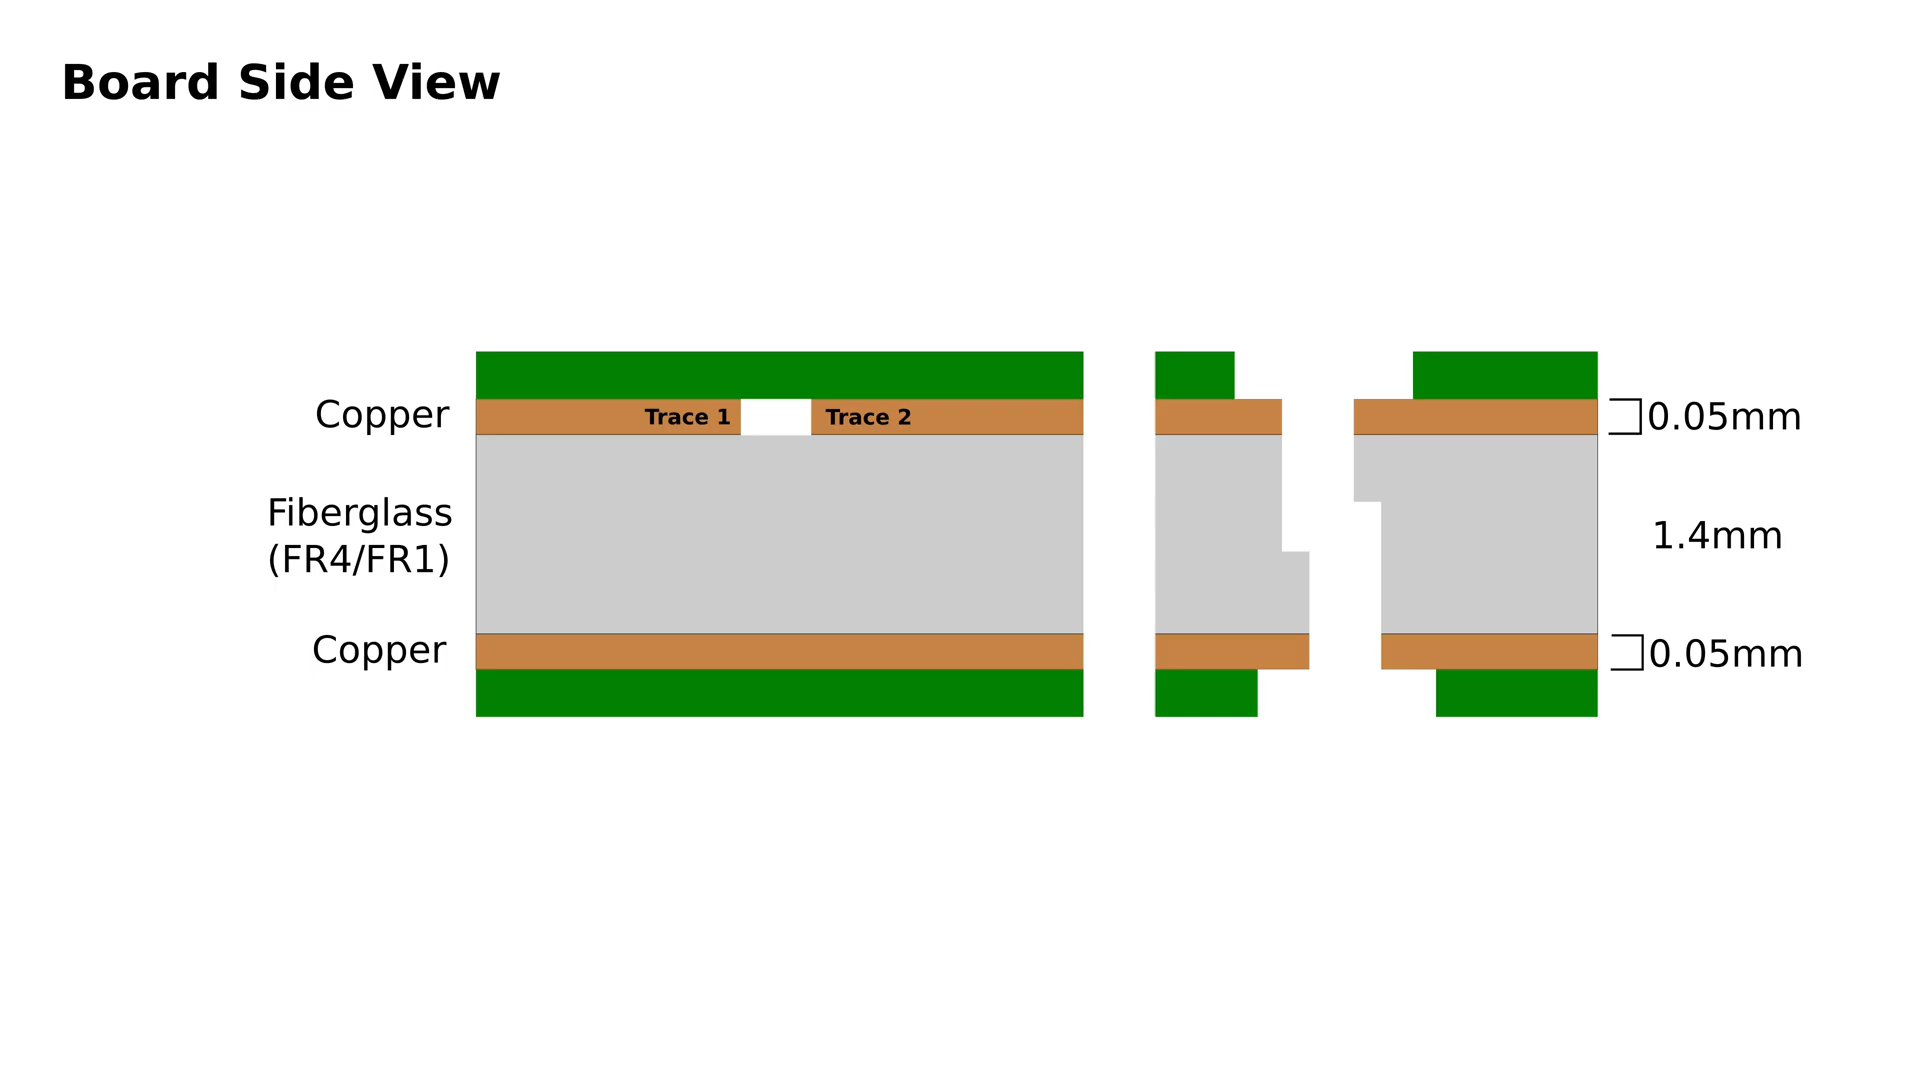 Board Side View
Copper
Trace 1
Trace 2
0.05mm
Fiberglass
(FR4/FR1)
1.4mm
Copper
0.05mm